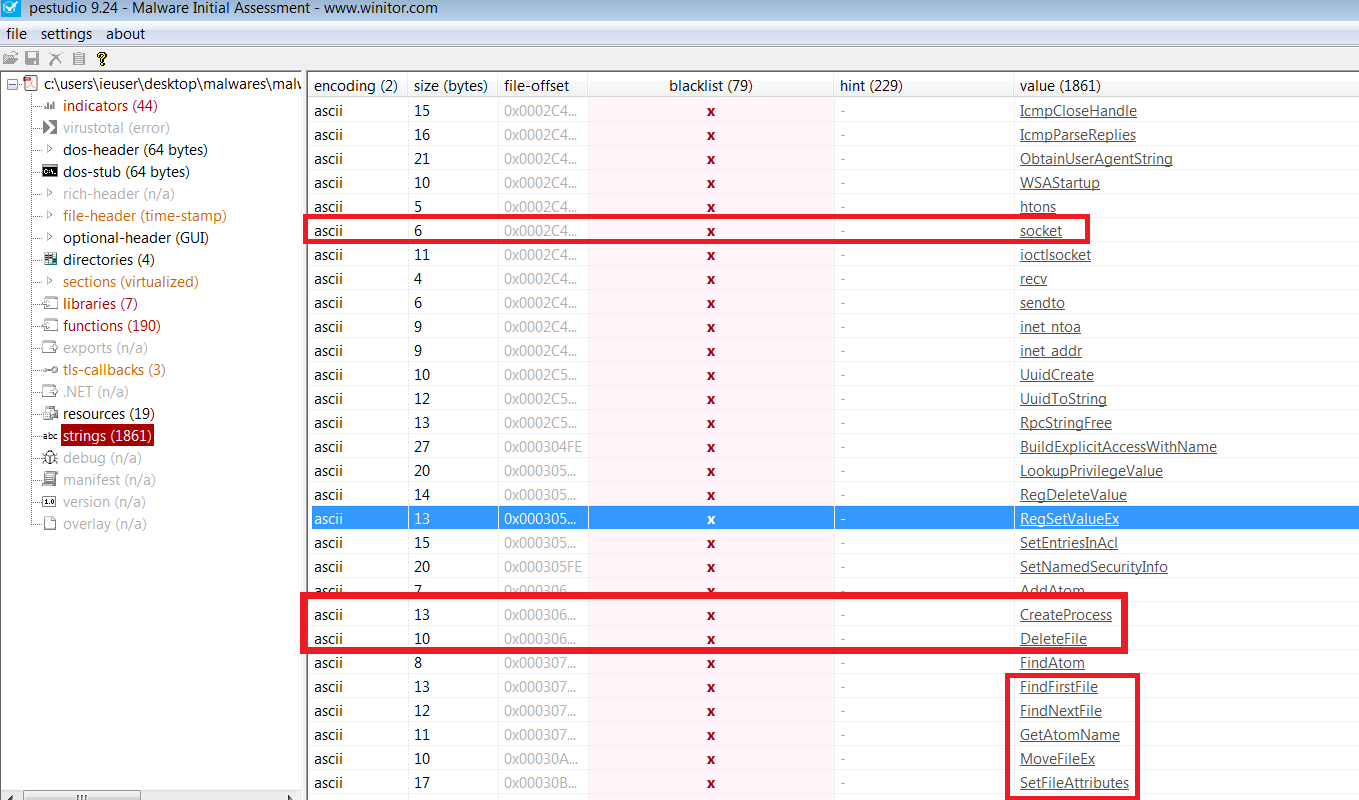 pestudio 9.24 - Malware Initial Assessment - www.winitor.com
file settings about
c:\users\ieuser\desktop\malwares\malw
indicators (44)
virustotal (error)
dos-header (64 bytes)
dos-stub (64 bytes)
rich-header (n/a)
file-header (time-stamp)
optional-header (GUI)
directories (4)
sections (virtualized)
libraries (7)
functions (190)
exports (n/a)
tls-callbacks (3)
.NET (n/a)
resources (19)
abc strings (1861)
debug (n/a)
manifest (n/a)
1.0 version (n/a)
overlay (n/a)
encoding (2) size (bytes) file-offset blacklist (79) hint (229) value (1861)
ascii 15 0x0002C4... x - IcmpCloseHandle
ascii 16 0x0002C4... x - IcmpParseReplies
ascii 21 0x0002C4... x - ObtainUserAgentString
ascii 10 0x0002C4... x - WSAStartup
ascii 5 0x0002C4... x - htons
ascii 6 0x0002C4... x - socket
ascii 11 0x0002C4... x - ioctlsocket
ascii 4 0x0002C4... x - recv
ascii 6 0x0002C4... x - sendto
ascii 9 0x0002C4... x - inet_ntoa
ascii 9 0x0002C4... x - inet_addr
ascii 10 0x0002C5... x - UuidCreate
ascii 12 0x0002C5... x - UuidToString
ascii 13 0x0002C5... x - RpcStringFree
ascii 27 0x000304FE x - BuildExplicitAccessWithName
ascii 20 0x000305... x - LookupPrivilegeValue
ascii 14 0x000305... x - RegDeleteValue
ascii 13 0x000305... x - RegSetValueEx
ascii 15 0x000305... x - SetEntriesInAcl
ascii 20 0x000305FE x - SetNamedSecurityInfo
ascii 7 0x000306... x - AddAtom
ascii 13 0x000306... x - CreateProcess
ascii 10 0x000306... x - DeleteFile
ascii 8 0x000307... x - FindAtom
ascii 13 0x000307... x - FindFirstFile
ascii 12 0x000307... x - FindNextFile
ascii 11 0x000307... x - GetAtomName
ascii 10 0x00030A... x - MoveFileEx
ascii 17 0x00030B... x - SetFileAttributes